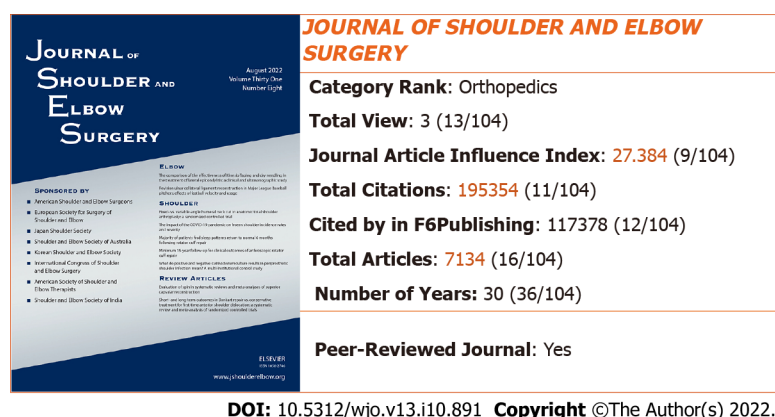 JOURNAL OF
SHOULDER AND
ELBOW
SURGERY
August 2022
Volume Thirty One
Number Eight
SPONSORED BY
American Shoulder and Elbow Surgeons
European Society for Surgery of
Shoulder and Elbow
Japan Shoulder Society
Shoulder and Elbow Society of Australia
Korean Shoulder and Elbow Society
International Congress of Shoulder
and Elbow Surgery
American Society of Shoulder and
Elbow Therapists
Shoulder and Elbow Society of India
ELBOW
SHOULDER
REVIEW ARTICLES
ELSEVIER
www.jshoulderelbow.org
JOURNAL OF SHOULDER AND ELBOW
SURGERY
Category Rank: Orthopedics
Total View: 3 (13/104)
Journal Article Influence Index: 27.384 (9/104)
Total Citations: 195354 (11/104)
Cited by in F6Publishing: 117378 (12/104)
Total Articles: 7134 (16/104)
Number of Years: 30 (36/104)
Peer-Reviewed Journal: Yes
DOI: 10.5312/wjo.v13.i10.891 Copyright ©The Author(s) 2022.